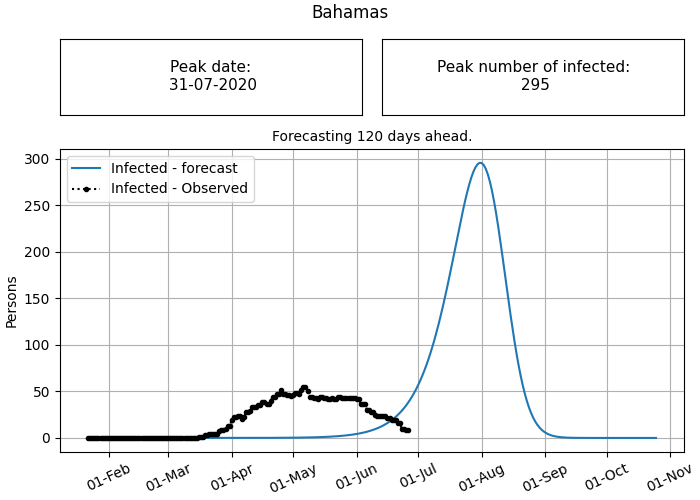 Bahamas
Peak date:
31-07-2020
Peak number of infected:
295
Forecasting 120 days ahead.
Infected - forecast
Infected - Observed
Persons
300
250
200
150
100
50
0
01-Feb
01-Mar
01-Apr
01-May
01-Jun
01-Jul
01-Aug
01-Sep
01-Oct
01-Nov